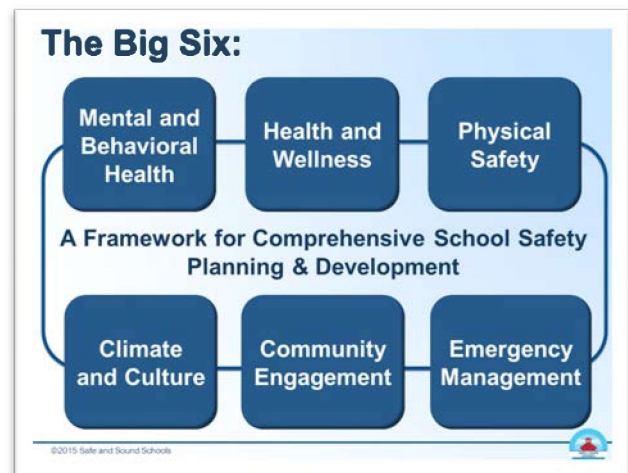 The Big Six:
Mental and
Behavioral
Health
Health and
Wellness
Physical
Safety
A Framework for Comprehensive School Safety
Planning & Development
Climate
and Culture
Community
Engagement
Emergency
Management
©2015 Safe and Sound Schools